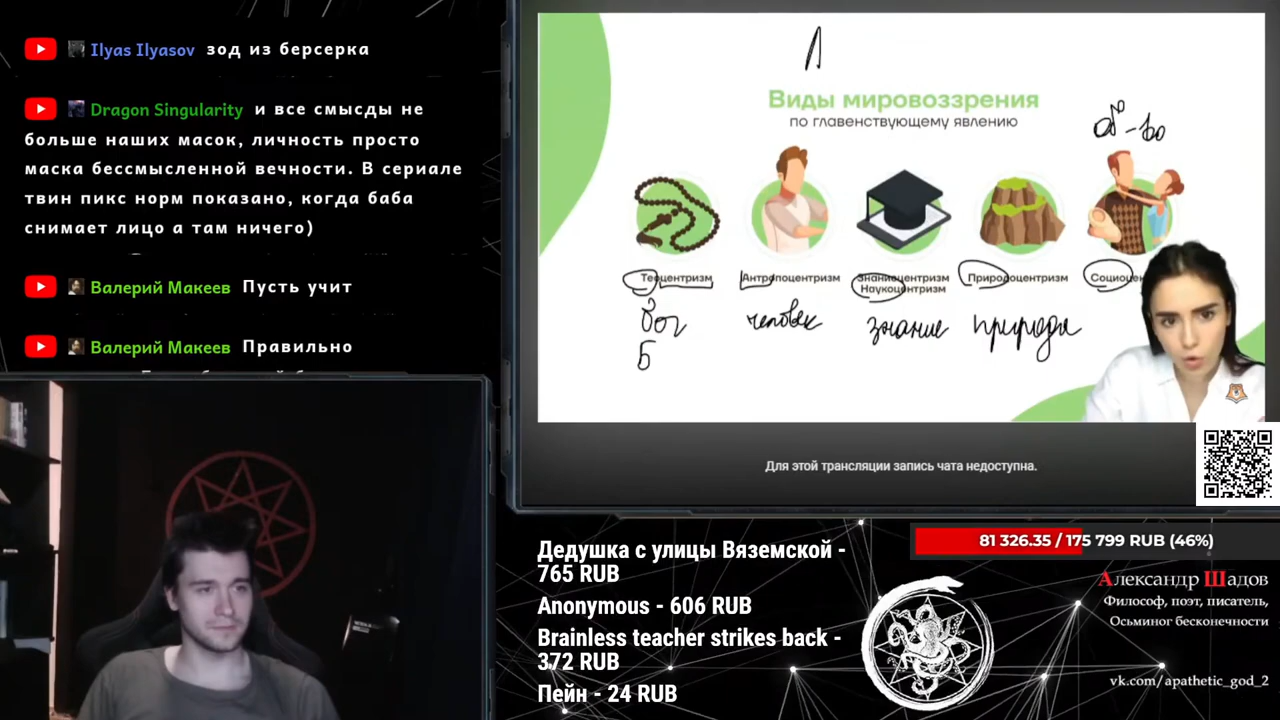 Ilyas Ilyasov зод из берсерка
Dragon Singularity и все смысды не
больше наших масок, личность просто
маска бессмысленной вечности. В сериале
твин пикс норм показано, когда баба
снимает лицо а там ничего)
Валерий Макеев Пусть учит
Валерий Макеев Правильно
Виды мировоззрения
по главенствующему явлению
об-во
Теоцентризм
Антропоцентризм
Знаниецентризм
Наукоцентризм
Природоцентризм
Социоцен
бог
человек
знание
природа
Б
Для этой трансляции запись чата недоступна.
81 326.35 / 175 799 RUB (46%)
Дедушка с улицы Вяземской -
765 RUB
Anonymous - 606 RUB
Brainless teacher strikes back -
372 RUB
Пейн - 24 RUB
Александр Шадов
Философ, поэт, писатель,
Осьминог бесконечности
vk.com/apathetic_god_2